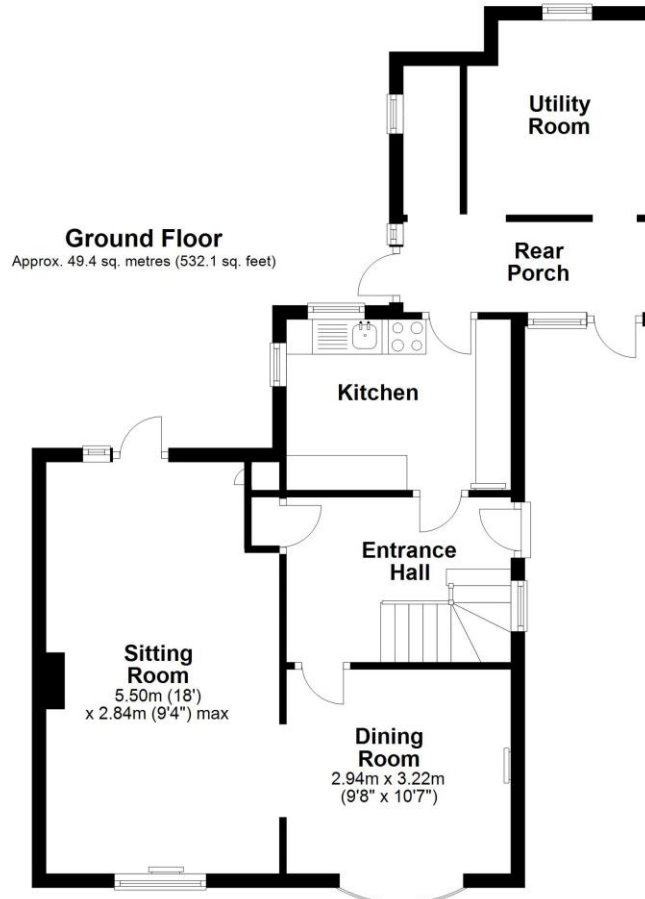 Utility
Room
Ground Floor
Approx. 49.4 sq. metres (532.1 sq. feet)
Rear
Porch
Kitchen
Entrance
Hall
Sitting
Room
5.50m (18')
x 2.84m (9'4") max
Dining
Room
2.94m x 3.22m
(9'8" x 10'7")